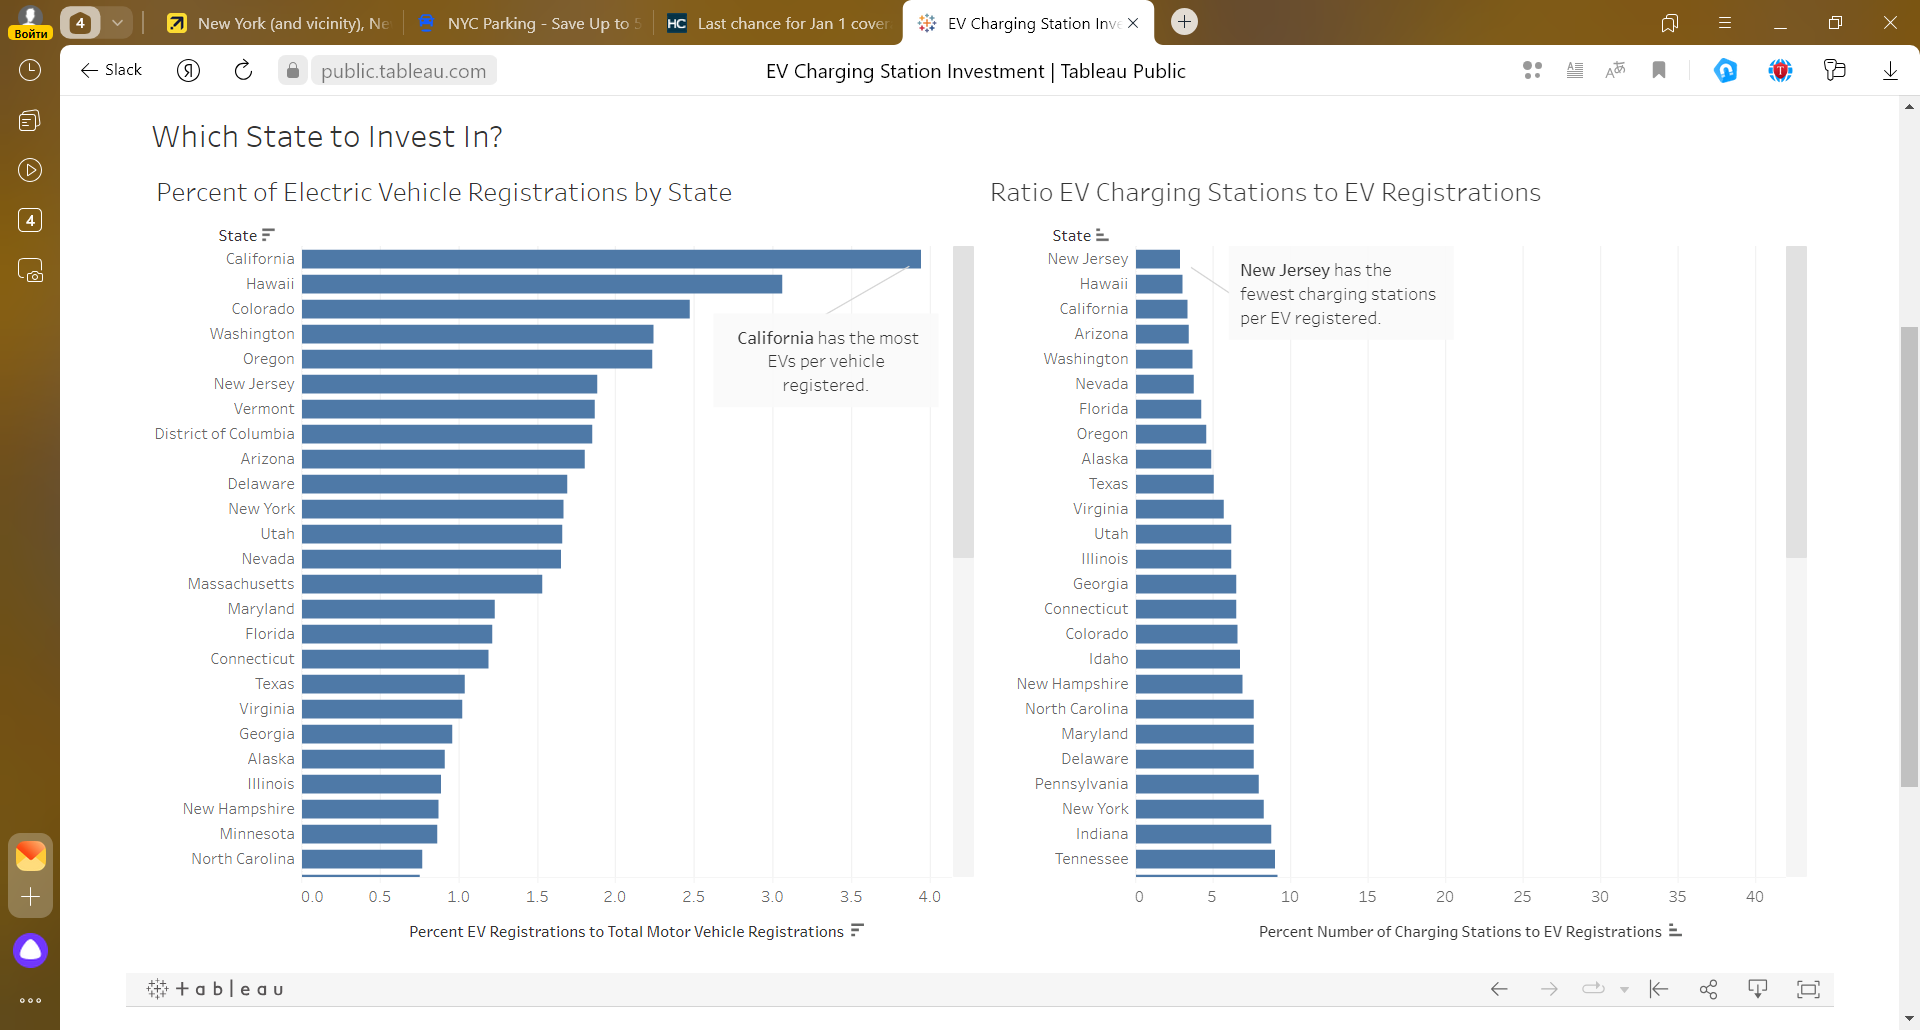 4
New York (and vicinity), Ne
NYC Parking - Save Up to 5
HC
Last chance for Jan 1 cover
EV Charging Station Inve
Войти
Slack
Я
public.tableau.com
EV Charging Station Investment | Tableau Public
4
Which State to Invest In?
Percent of Electric Vehicle Registrations by State
State
California
Hawaii
Colorado
Washington
Oregon
New Jersey
Vermont
District of Columbia
Arizona
Delaware
New York
Utah
Nevada
Massachusetts
Maryland
Florida
Connecticut
Texas
Virginia
Georgia
Alaska
Illinois
New Hampshire
Minnesota
North Carolina
California has the most
EVs per vehicle
registered.
0.0 0.5 1.0 1.5 2.0 2.5 3.0 3.5 4.0
Percent EV Registrations to Total Motor Vehicle Registrations
Ratio EV Charging Stations to EV Registrations
State
New Jersey
Hawaii
California
Arizona
Washington
Nevada
Florida
Oregon
Alaska
Texas
Virginia
Utah
Illinois
Georgia
Connecticut
Colorado
Idaho
New Hampshire
North Carolina
Maryland
Delaware
Pennsylvania
New York
Indiana
Tennessee
New Jersey has the
fewest charging stations
per EV registered.
0 5 10 15 20 25 30 35 40
Percent Number of Charging Stations to EV Registrations
+ableau